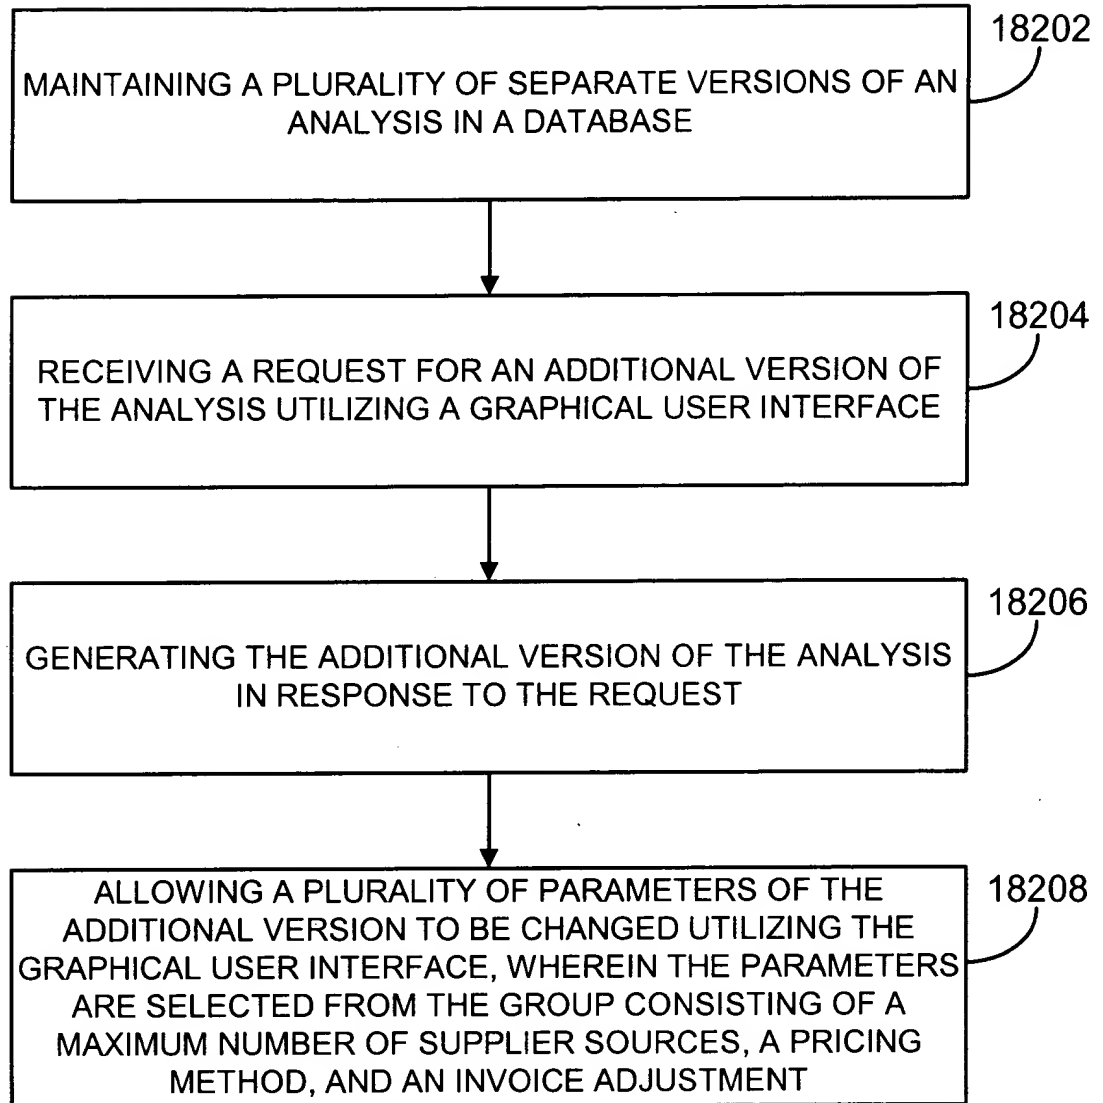 18202
MAINTAINING A PLURALITY OF SEPARATE VERSIONS OF AN
ANALYSIS IN A DATABASE
18204
RECEIVING A REQUEST FOR AN ADDITIONAL VERSION OF
THE ANALYSIS UTILIZING A GRAPHICAL USER INTERFACE
18206
GENERATING THE ADDITIONAL VERSION OF THE ANALYSIS
IN RESPONSE TO THE REQUEST
18208
ALLOWING A PLURALITY OF PARAMETERS OF THE
ADDITIONAL VERSION TO BE CHANGED UTILIZING THE
GRAPHICAL USER INTERFACE, WHEREIN THE PARAMETERS
ARE SELECTED FROM THE GROUP CONSISTING OF A
MAXIMUM NUMBER OF SUPPLIER SOURCES, A PRICING
METHOD, AND AN INVOICE ADJUSTMENT